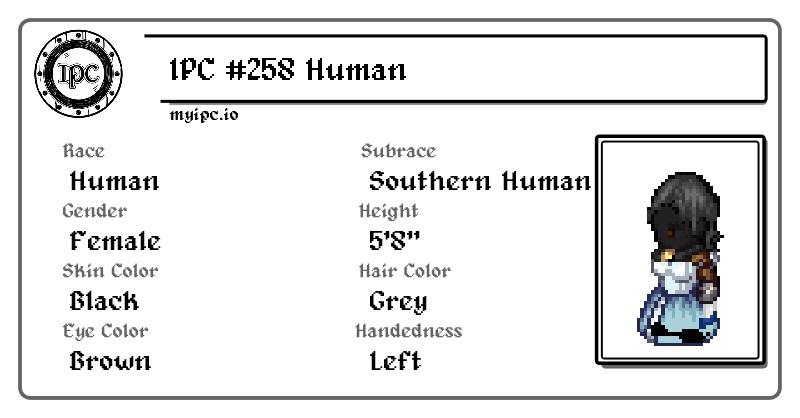 IPC
IPC #258 Human
myipc.io
Race
Human
Subrace
Southern Human
Gender
Female
Height
5'8"
Skin Color
Black
Hair Color
Grey
Eye Color
Brown
Handedness
Left